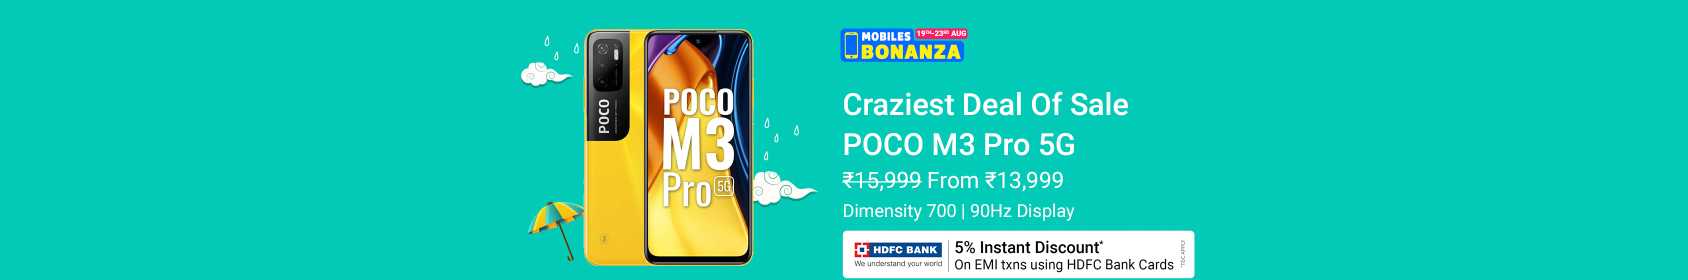 MOBILES
19TH-23RD AUG
BONANZA
POCO
POCO
M3
Pro 5G
Craziest Deal Of Sale
POCO M3 Pro 5G
₹15,999 From ₹13,999
Dimensity 700 | 90Hz Display
HDFC BANK
We understand your world
5% Instant Discount*
On EMI txns using HDFC Bank Cards
*T&C APPLY